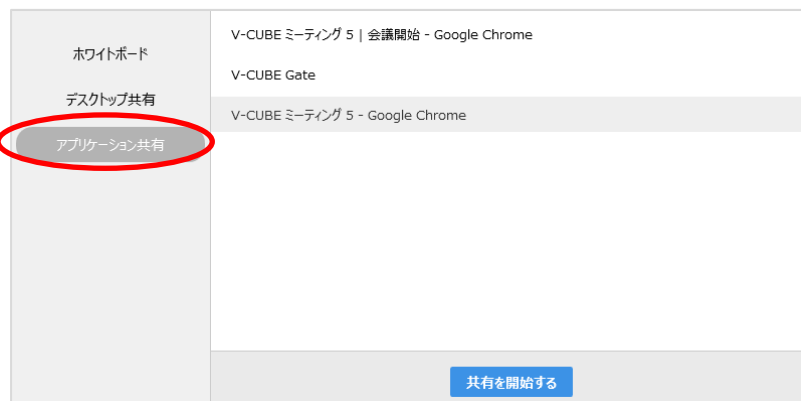 ホワイトボード
デスクトップ共有
アプリケーション共有
V-CUBE ミーティング 5 | 会議開始 - Google Chrome
V-CUBE Gate
V-CUBE ミーティング 5 - Google Chrome
共有を開始する